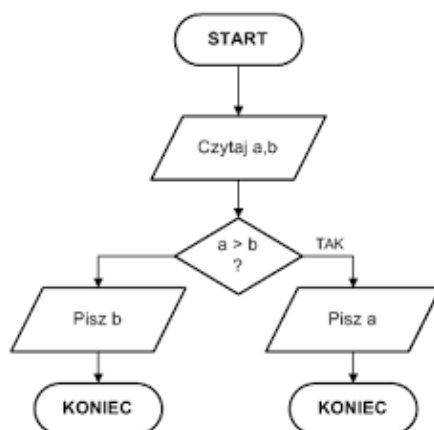 START
Czytaj a,b
a > b
?
TAK
Pisz b
Pisz a
KONIEC
KONIEC